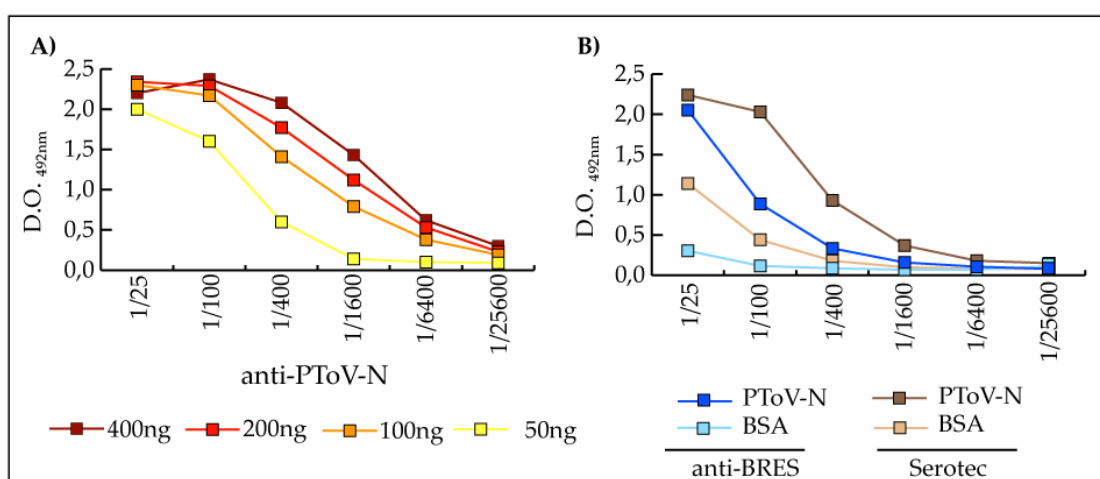 A)
2,5
2,0
1,5
1,0
0,5
0,0
D.O. 492nm
1/25
1/100
1/400
1/1600
1/6400
1/25600
anti-PToV-N
400ng
200ng
100ng
50ng
B)
2,5
2,0
1,5
1,0
0,5
0,0
D.O. 492nm
1/25
1/100
1/400
1/1600
1/6400
1/25600
PToV-N
BSA
anti-BRES
PToV-N
BSA
Serotec